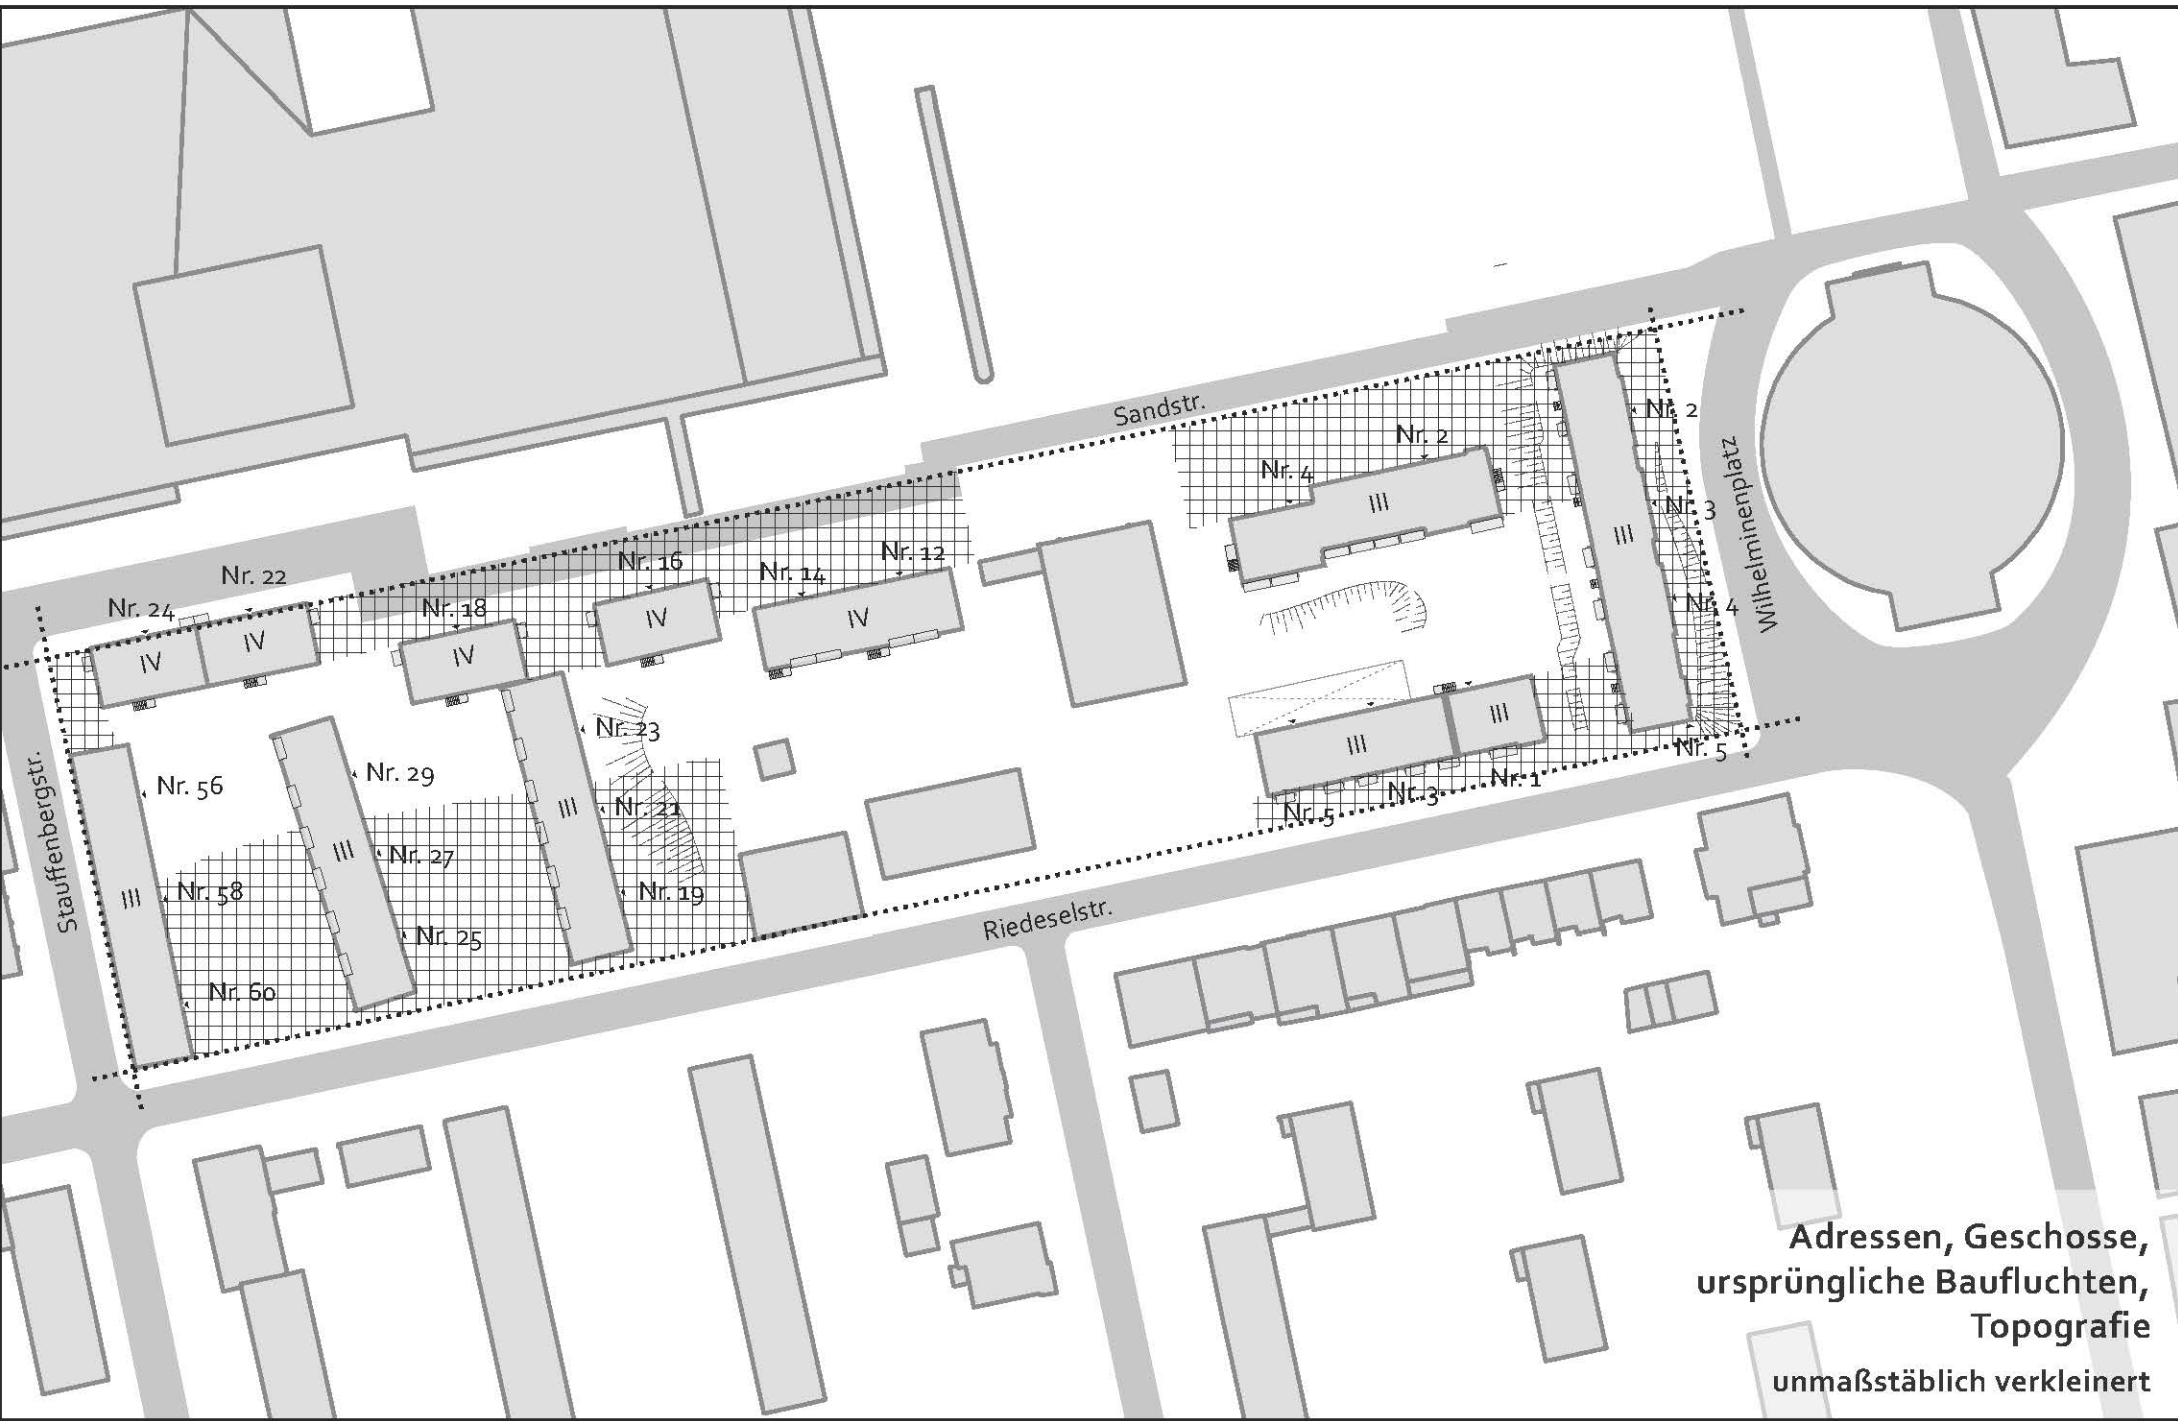 Sandstr.
Nr. 2
Nr. 2
Nr. 4
III
Nr. 3
III
Wilhelminenplatz
Nr. 12
Nr. 16
Nr. 14
Nr. 22
Nr. 24
Nr. 18
Nr. 4
IV
IV
IV
IV
IV
III
III
Nr. 5
Nr. 23
Nr. 56
Nr. 29
Nr. 1
Nr. 3
Nr. 5
Nr. 21
III
III
Nr. 27
Nr. 58
III
Nr. 19
Stauffenbergstr.
Nr. 25
Nr. 60
Riedeselstr.
Adressen, Geschosse,
ursprüngliche Baufluchten,
Topografie
unmaßstäblich verkleinert